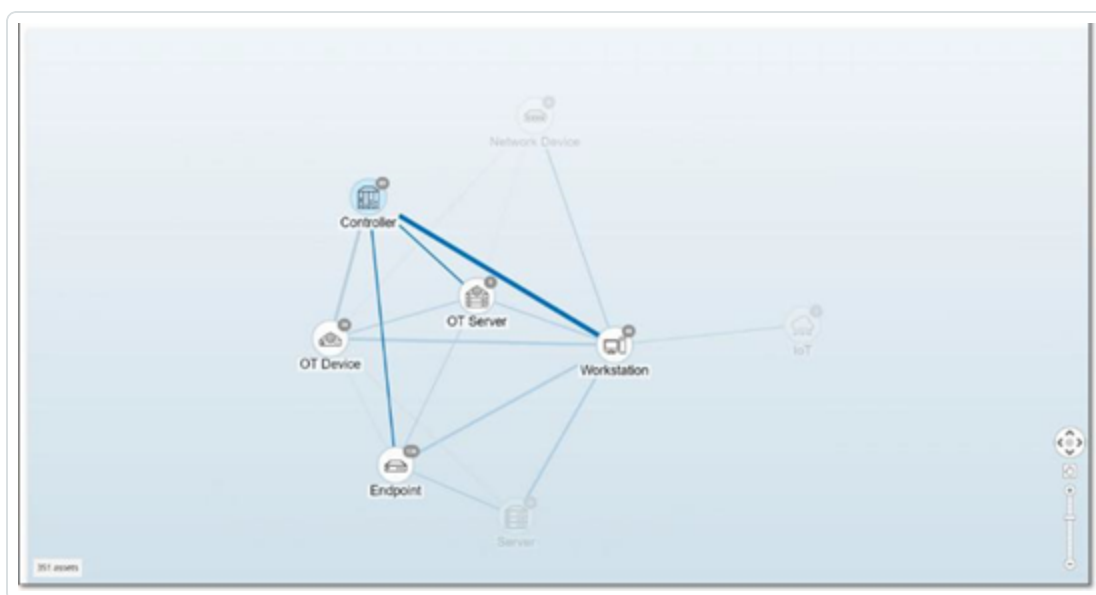 Network Device
Controller
OT Server
IoT
OT Device
Workstation
Endpoint
Server
351 assets